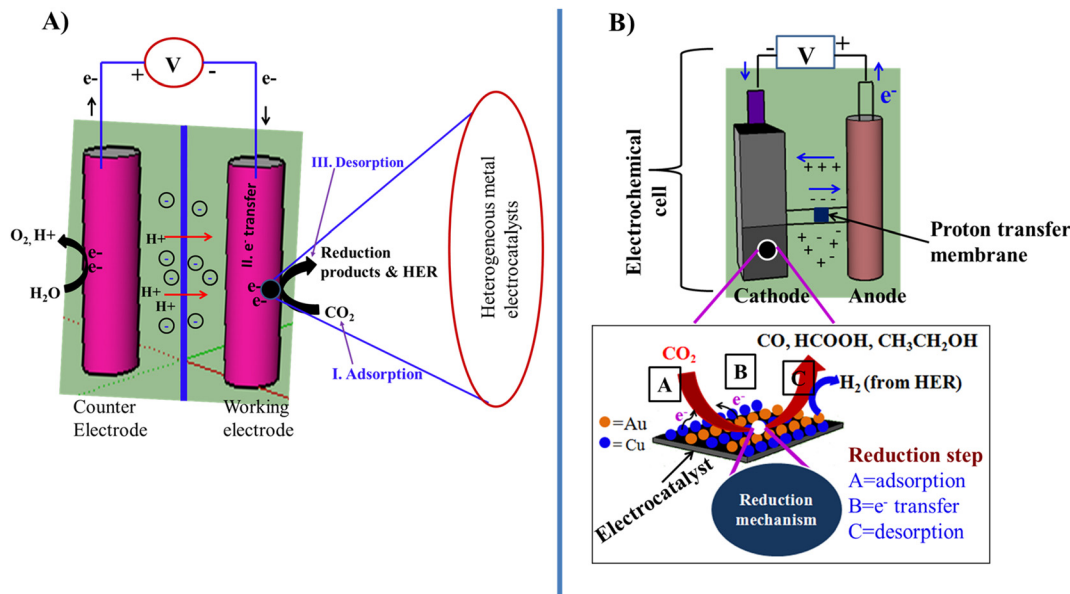 A)
e-
+
V
-
e-
III. Desorption
II. e- transfer
O2, H+
e-
e-
H2O
H+
H+
H+
-
-
-
-
-
-
-
-
-
Reduction
products & HER
e-
e-
CO2
I. Adsorption
Heterogeneous metal
electrocatalysts
Counter
Electrode
Working
electrode
B)
Electrochemical
cell
-
V
+
e-
+ + +
- - -
+ - -
- + -
+ +
Proton transfer
membrane
Cathode
Anode
CO, HCOOH, CH3CH2OH
CO2
A
B
C
H2 (from HER)
e-
e-
=Au
=Cu
Electrocatalyst
Reduction
mechanism
Reduction step
A=adsorption
B=e- transfer
C=desorption